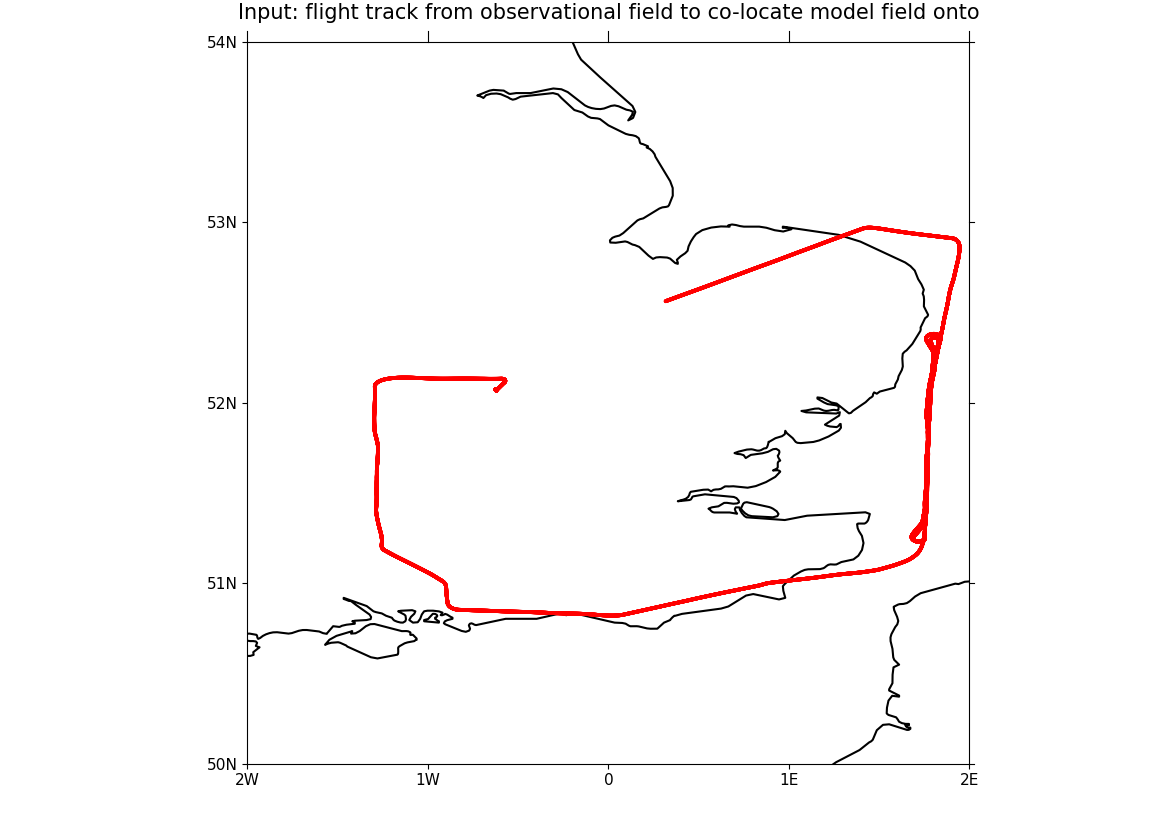 Input: flight track from observational field to co-locate model field onto
54N
53N
52N
51N
50N
2W 1W 0 1E 2E